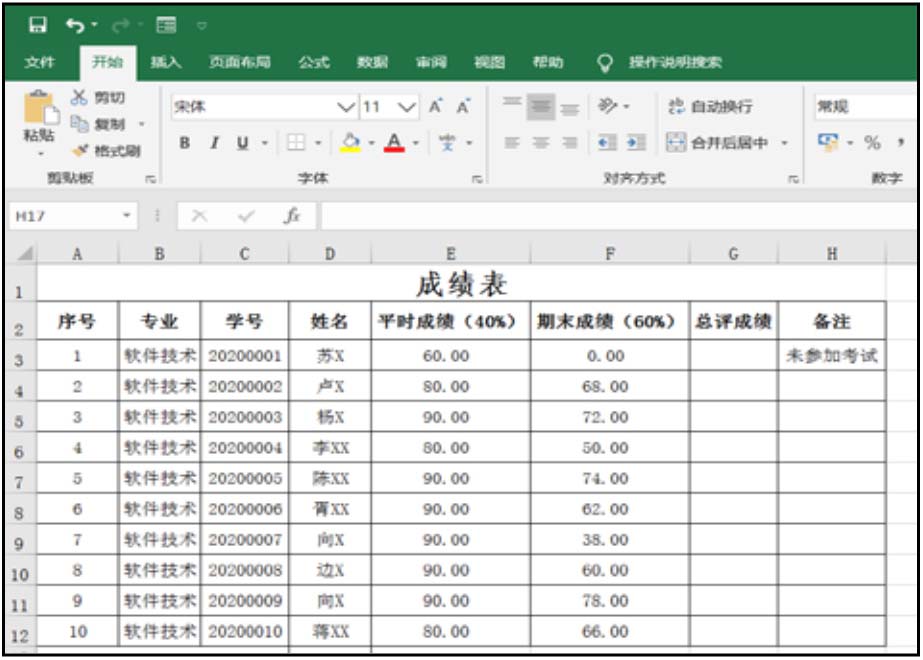 文件 开始 插入 页面布局 公式 数据 审阅 视图 帮助 操作说明搜索
剪切 宋体 11 A A 自动换行 常规
粘贴 复制
格式刷 B I U A 合并后居中 % ,
剪贴板 字体 对齐方式 数字
H17 fx
A B C D E F G H
1 成绩表
2 序号 专业 学号 姓名 平时成绩（40%） 期末成绩（60%） 总评成绩 备注
3 1 软件技术 20200001 苏X 60.00 0.00 未参加考试
4 2 软件技术 20200002 卢X 80.00 68.00
5 3 软件技术 20200003 杨X 90.00 72.00
6 4 软件技术 20200004 李XX 80.00 50.00
7 5 软件技术 20200005 陈XX 90.00 74.00
8 6 软件技术 20200006 胥XX 90.00 62.00
9 7 软件技术 20200007 向X 90.00 38.00
10 8 软件技术 20200008 边X 90.00 60.00
11 9 软件技术 20200009 向X 90.00 78.00
12 10 软件技术 20200010 蒋XX 80.00 66.00